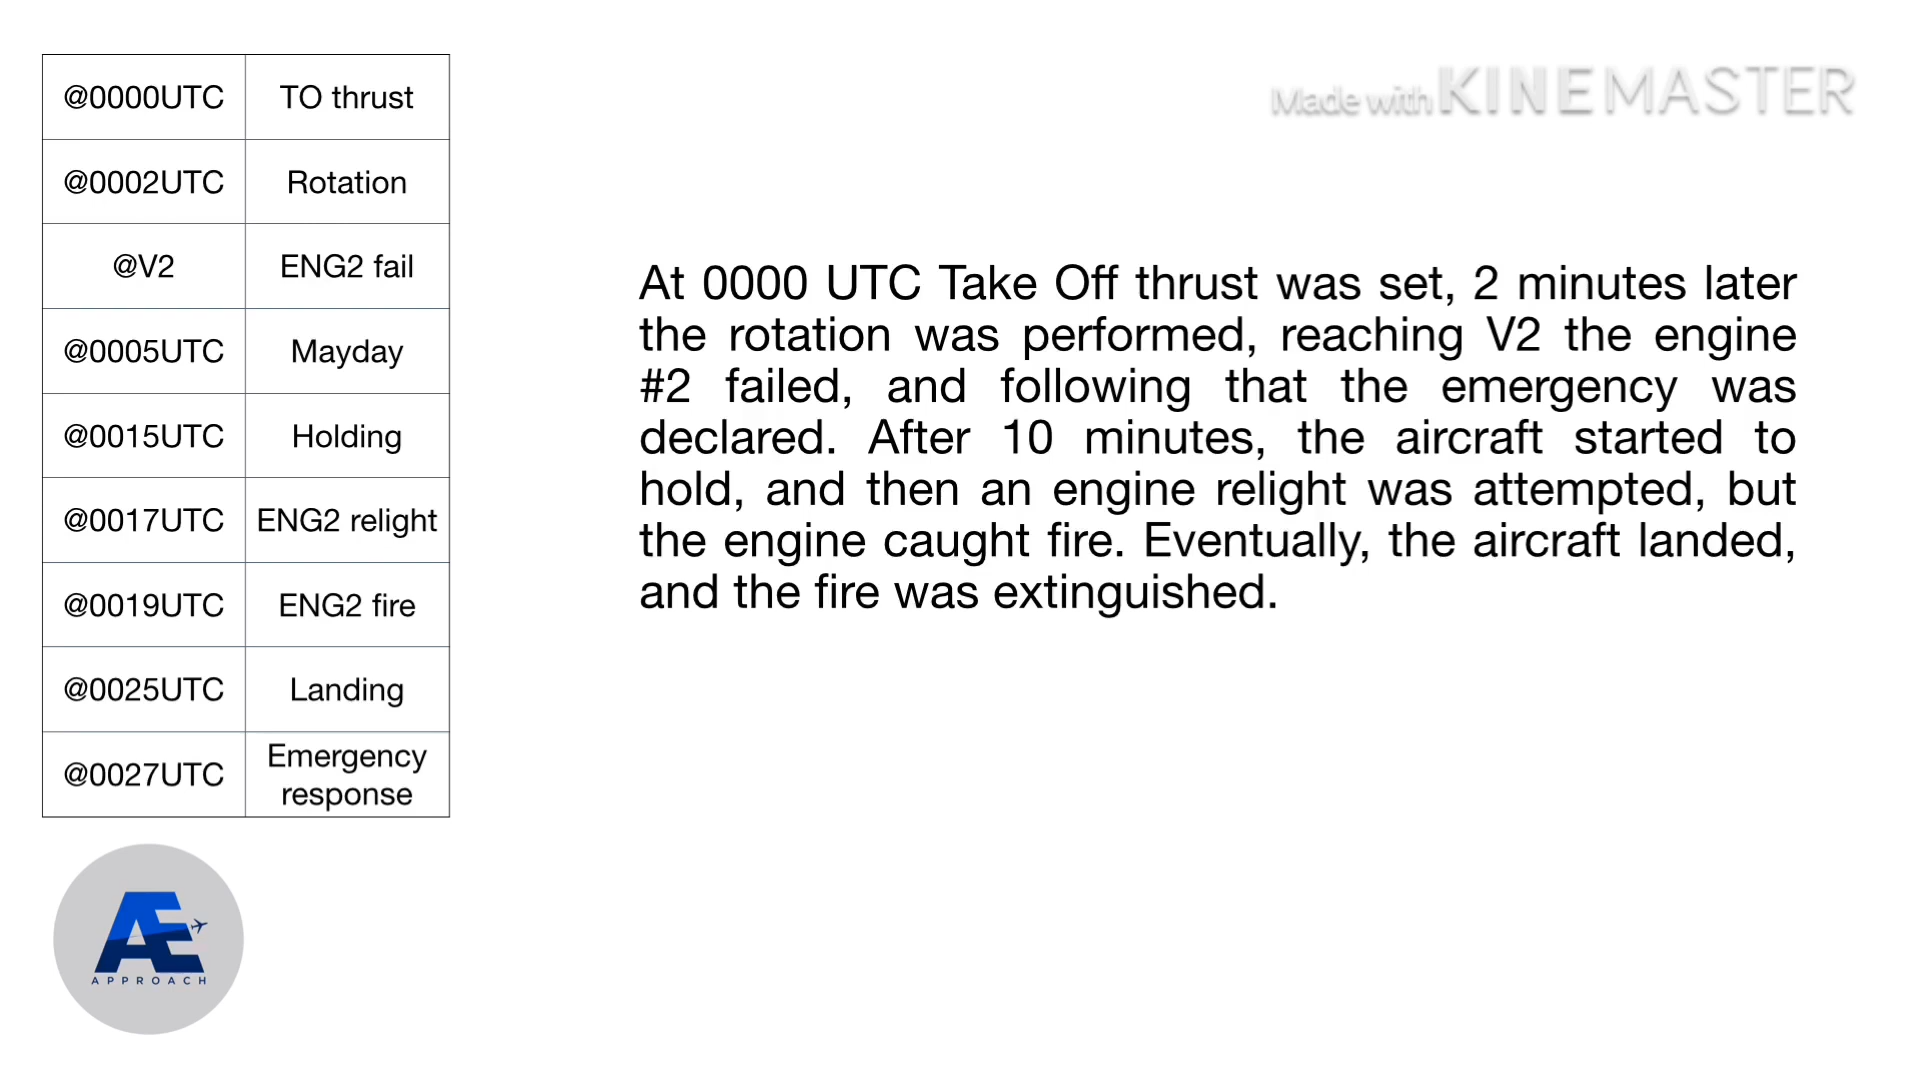 @0000UTC TO thrust
@0002UTC Rotation
@V2 ENG2 fail
@0005UTC Mayday
@0015UTC Holding
@0017UTC ENG2 relight
@0019UTC ENG2 fire
@0025UTC Landing
@0027UTC Emergency
response
Made with KINEMASTER
At 0000 UTC Take Off thrust was set, 2 minutes later
the rotation was performed, reaching V2 the engine
#2 failed, and following that the emergency was
declared. After 10 minutes, the aircraft started to
hold, and then an engine relight was attempted, but
the engine caught fire. Eventually, the aircraft landed,
and the fire was extinguished.
Æ
APPROACH